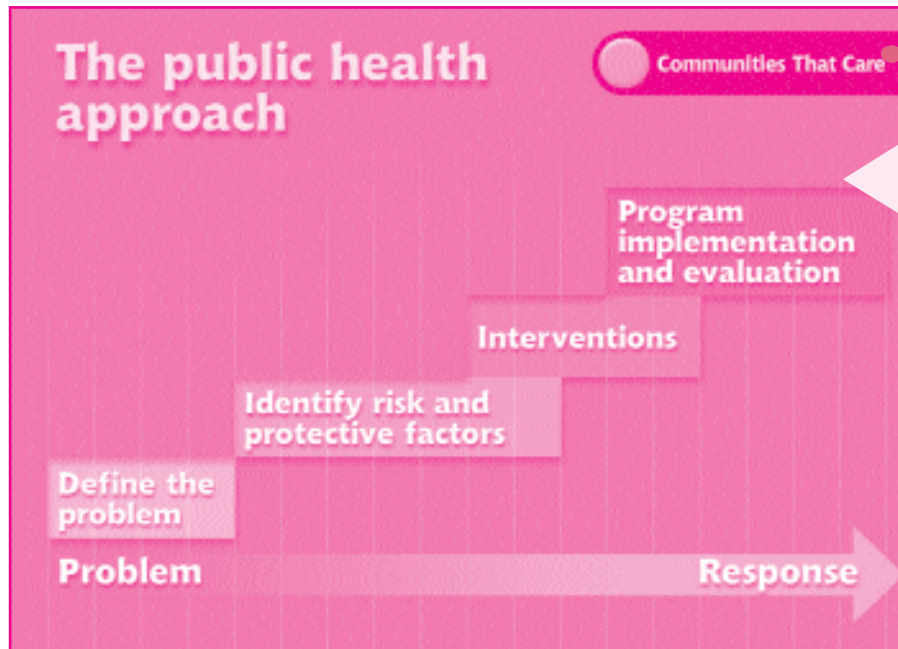 The public health
approach
Communities That Care
Program
implementation
and evaluation
Interventions
Identify risk and
protective factors
Define the
problem
Problem
Response